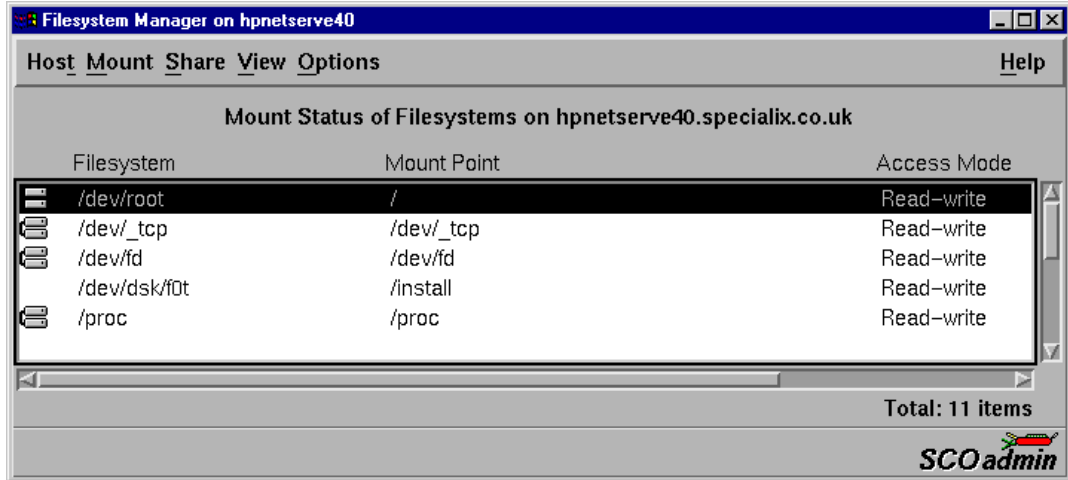 Filesystem Manager on hpnetserve40
Host Mount Share View Options Help
Mount Status of Filesystems on hpnetserve40.specialix.co.uk
Filesystem Mount Point Access Mode
/dev/root / Read-write
/dev/_tcp /dev/_tcp Read-write
/dev/fd /dev/fd Read-write
/dev/dsk/f0t /install Read-write
/proc /proc Read-write
Total: 11 items
SCOadmin